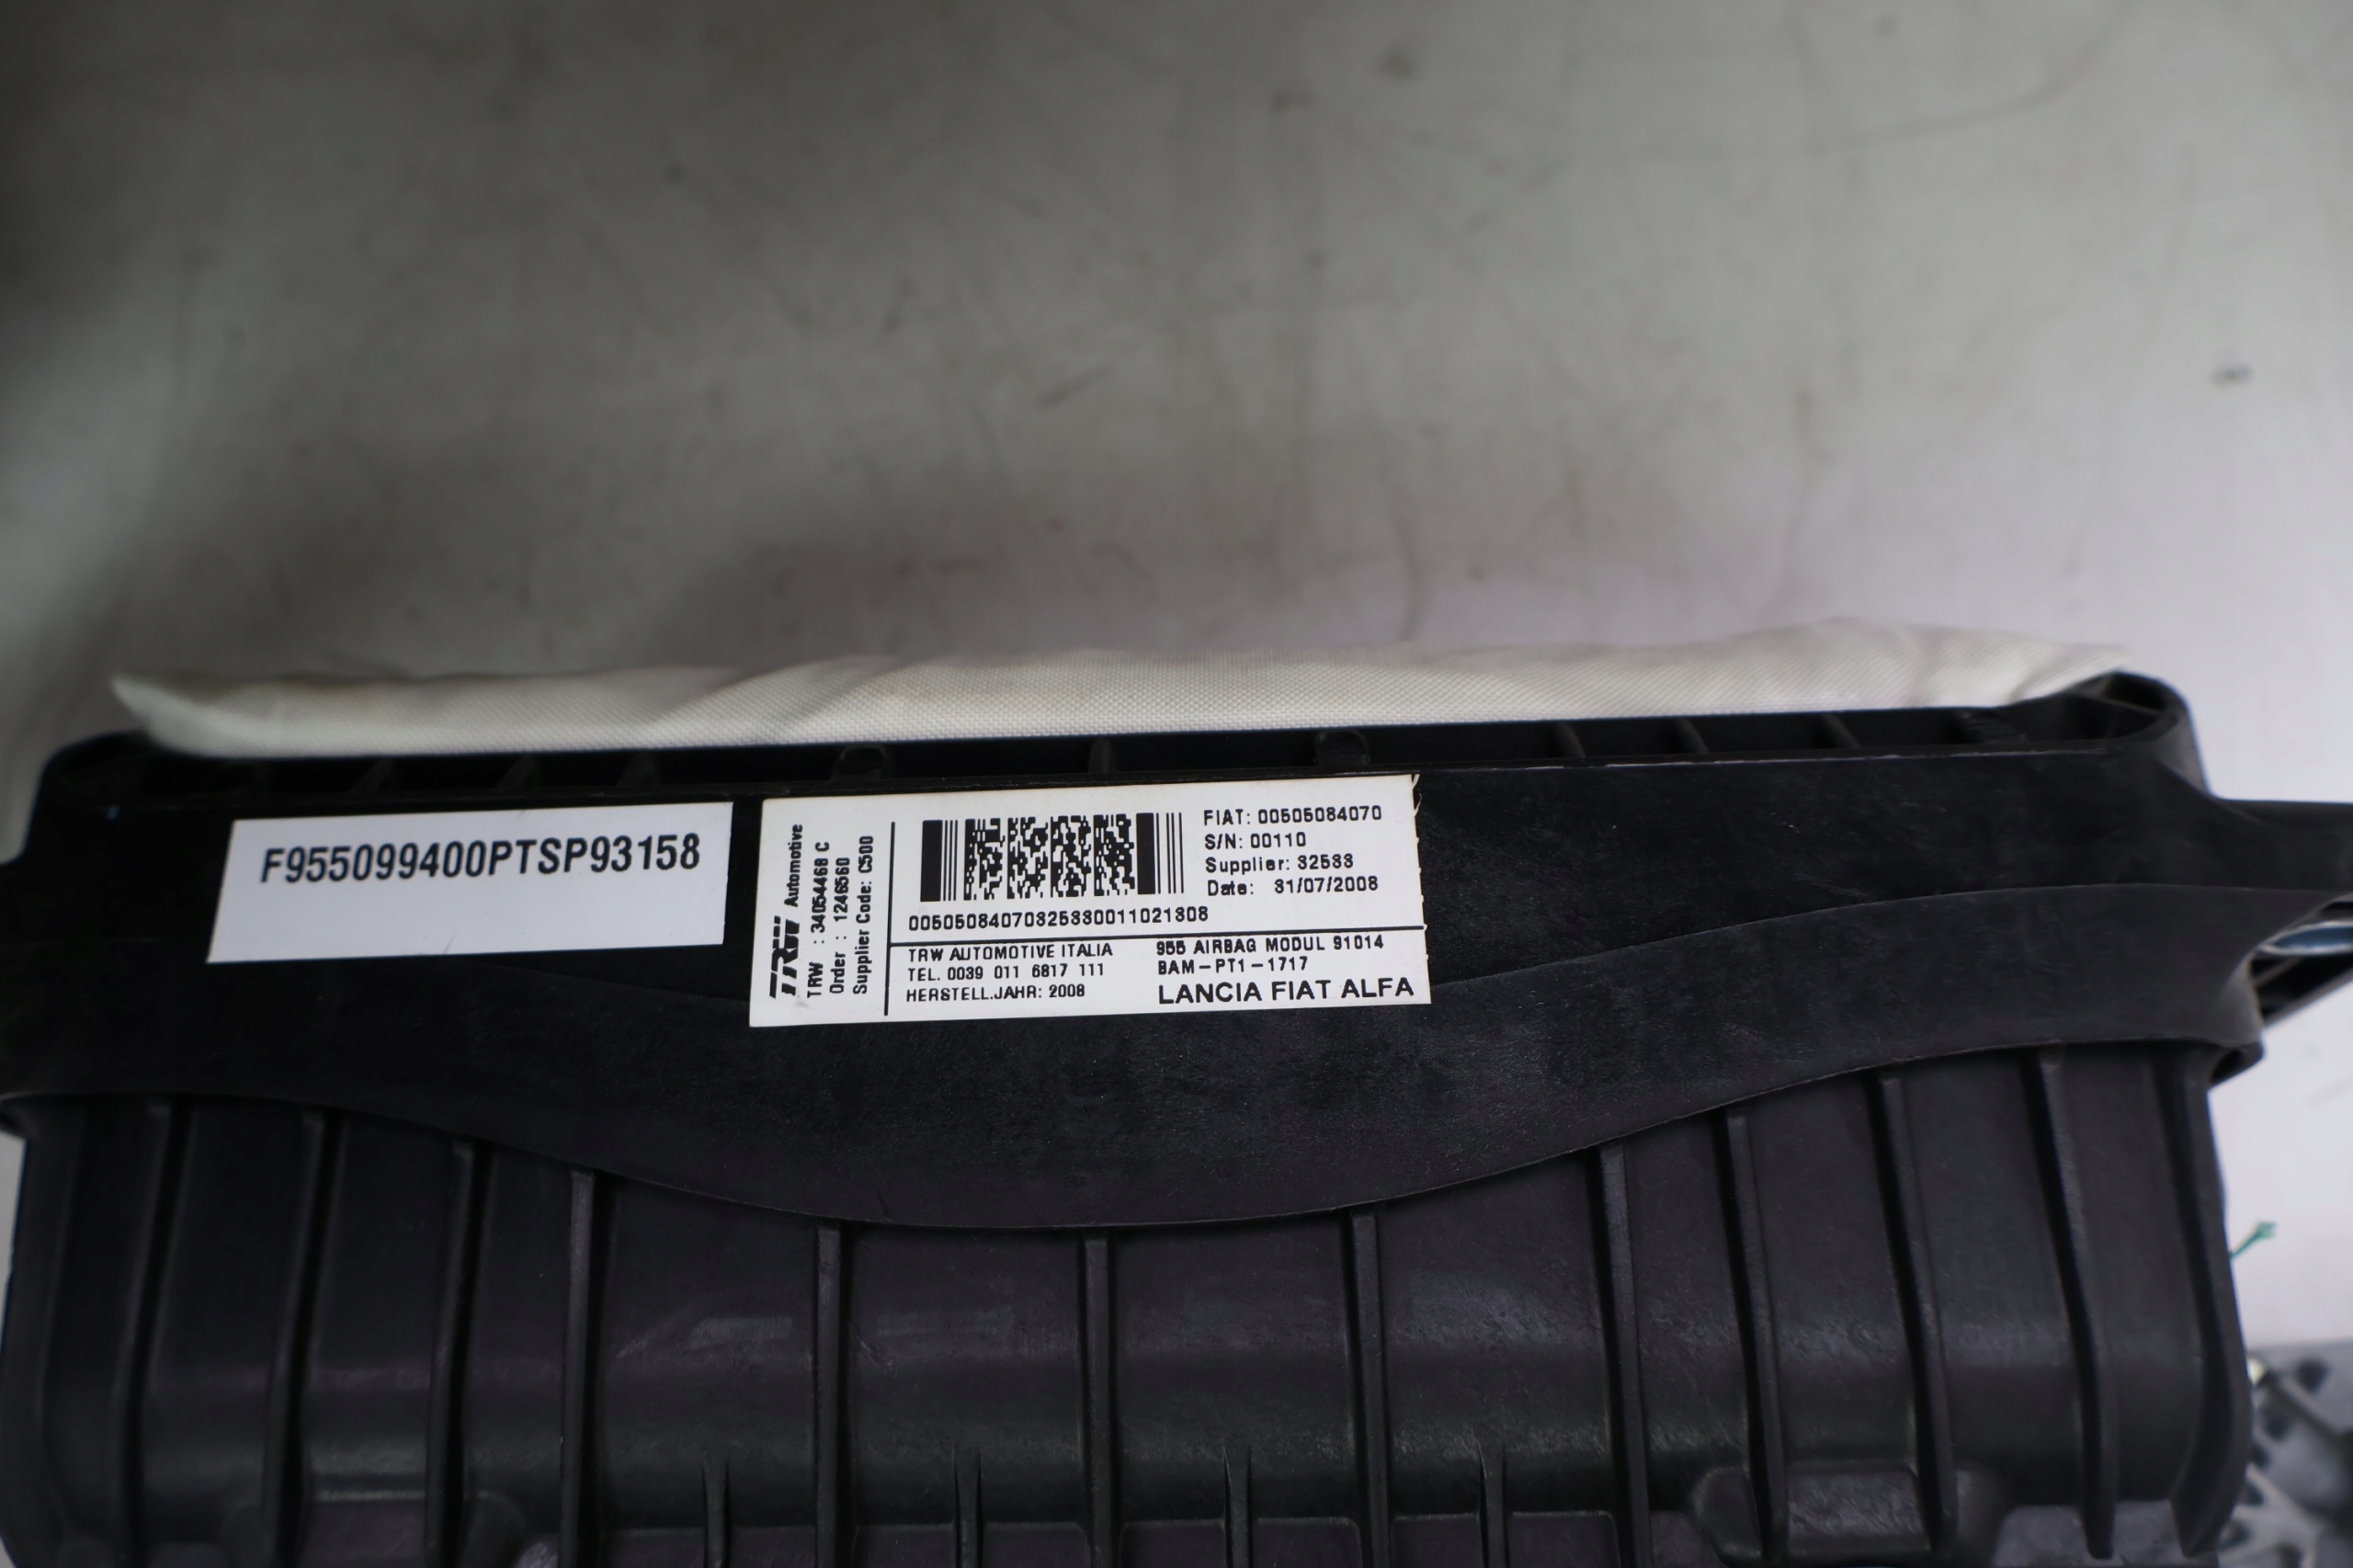 F955099400PTSP93158
TRW Automotive
TRW : 34054468 C
Order : 1246560
Supplier Code: C500
FIAT: 00505084070
S/N: 00110
Supplier: 32533
Date: 31/07/2008
00505084070325330011021308
TRW AUTOMOTIVE ITALIA
TEL. 0039 011 6817 111
HERSTELL.JAHR: 2008
955 AIRBAG MODUL 91014
BAM-PT1-1717
LANCIA FIAT ALFA